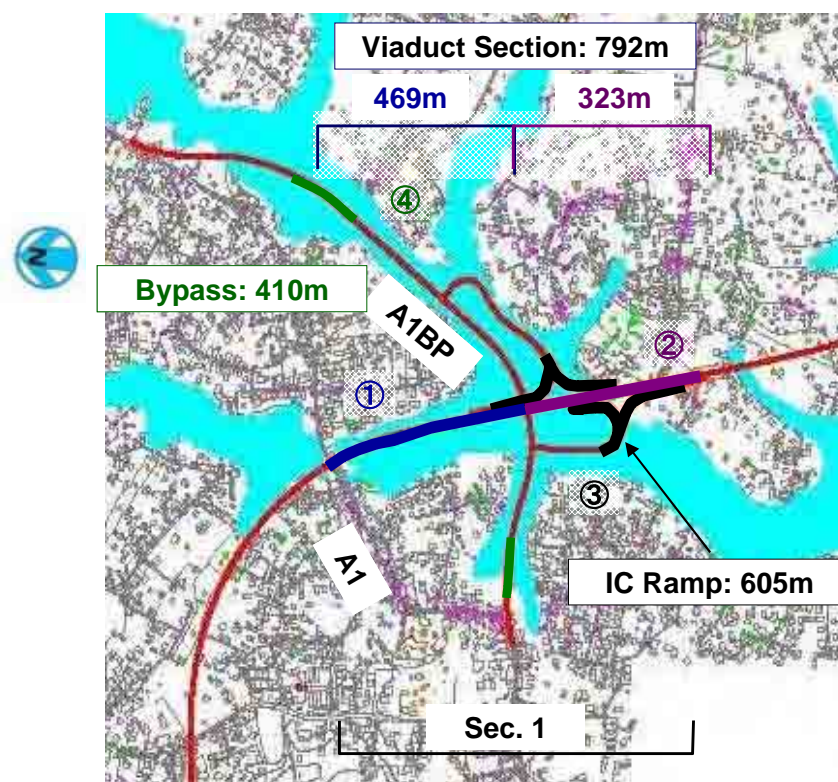 Viaduct Section: 792m
469m
323m
④
N
Bypass: 410m
A1BP
②
①
③
A1
IC Ramp: 605m
Sec. 1